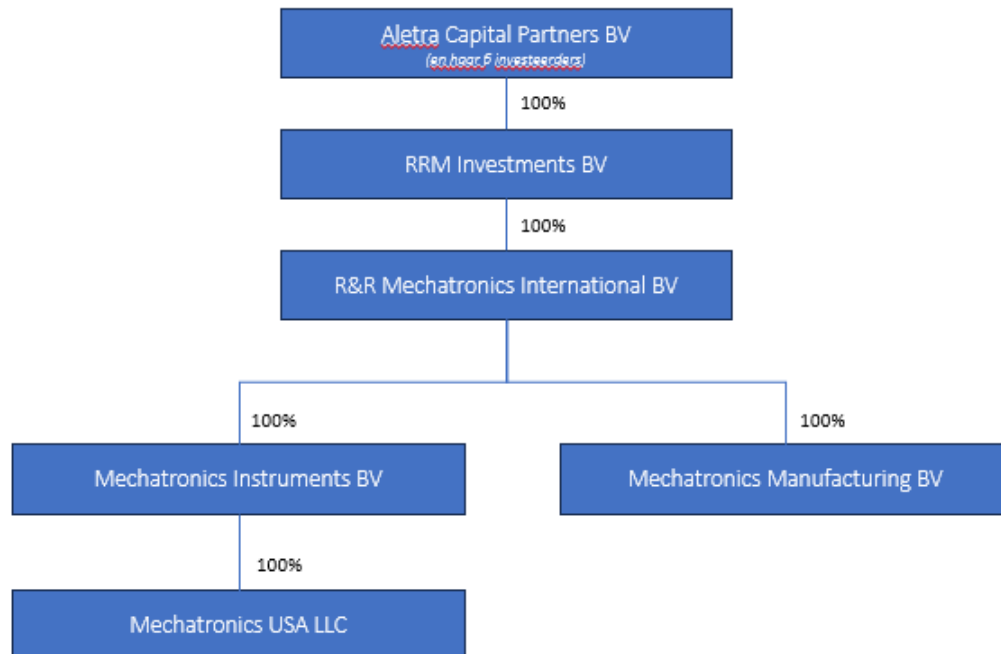 Aletra Capital Partners BV
(en haar 6 investeerders)
100%
RRM Investments BV
100%
R&R Mechatronics International BV
100%
100%
Mechatronics Instruments BV
Mechatronics Manufacturing BV
100%
Mechatronics USA LLC